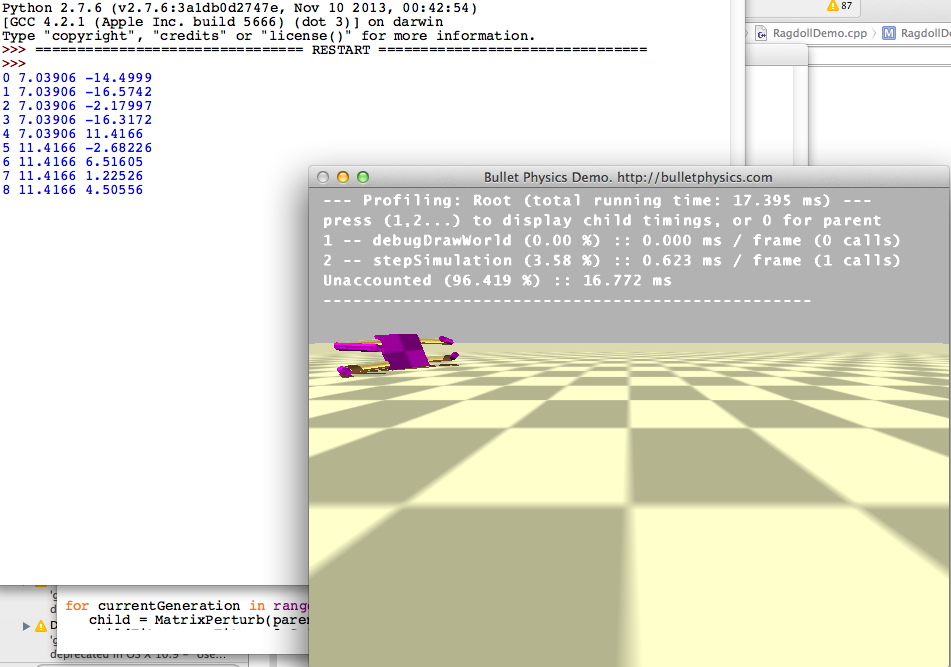 Python 2.7.6 (v2.7.6:3a1db0d2747e, Nov 10 2013, 00:42:54)
[GCC 4.2.1 (Apple Inc. build 5666) (dot 3)] on darwin
Type "copyright", "credits" or "license()" for more information.
>>> ================================ RESTART ================================
>>>
0 7.03906 -14.4999
1 7.03906 -16.5742
2 7.03906 -2.17997
3 7.03906 -16.3172
4 7.03906 11.4166
5 11.4166 -2.68226
6 11.4166 6.51605
7 11.4166 1.22526
8 11.4166 4.50556
87
RagdollDemo.cpp
M RagdollDe
Bullet Physics Demo. http://bulletphysics.com
--- Profiling: Root (total running time: 17.395 ms) ---
press (1,2...) to display child timings, or 0 for parent
1 -- debugDrawWorld (0.00 %) :: 0.000 ms / frame (0 calls)
2 -- stepSimulation (3.58 %) :: 0.623 ms / frame (1 calls)
Unaccounted (96.419 %) :: 16.772 ms
-------------------------------------------------
for currentGeneration in rang
child = MatrixPerturb(paren
deprecated in OS X 10.9 - Use...